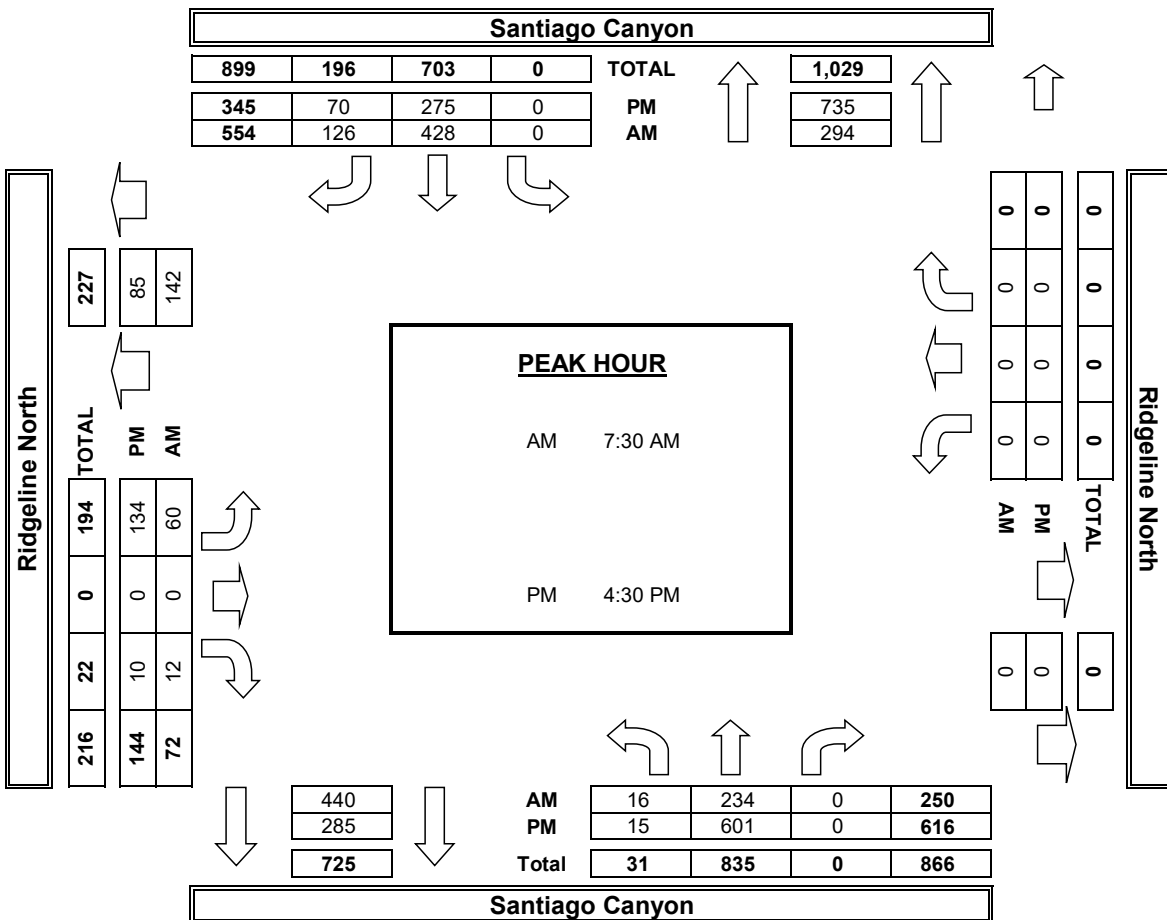 Santiago Canyon
899 196 703 0 TOTAL 1,029
345 70 275 0 PM 735
554 126 428 0 AM 294
Ridgeline North
227 85 142
TOTAL PM AM
194 134 60
0 0 0
22 10 12
216 144 72
PEAK HOUR
AM 7:30 AM
PM 4:30 PM
0 0 0
0 0 0
0 0 0
0 0 0
AM PM TOTAL
0 0 0
Ridgeline North
440 AM 16 234 0 250
285 PM 15 601 0 616
725 Total 31 835 0 866
Santiago Canyon